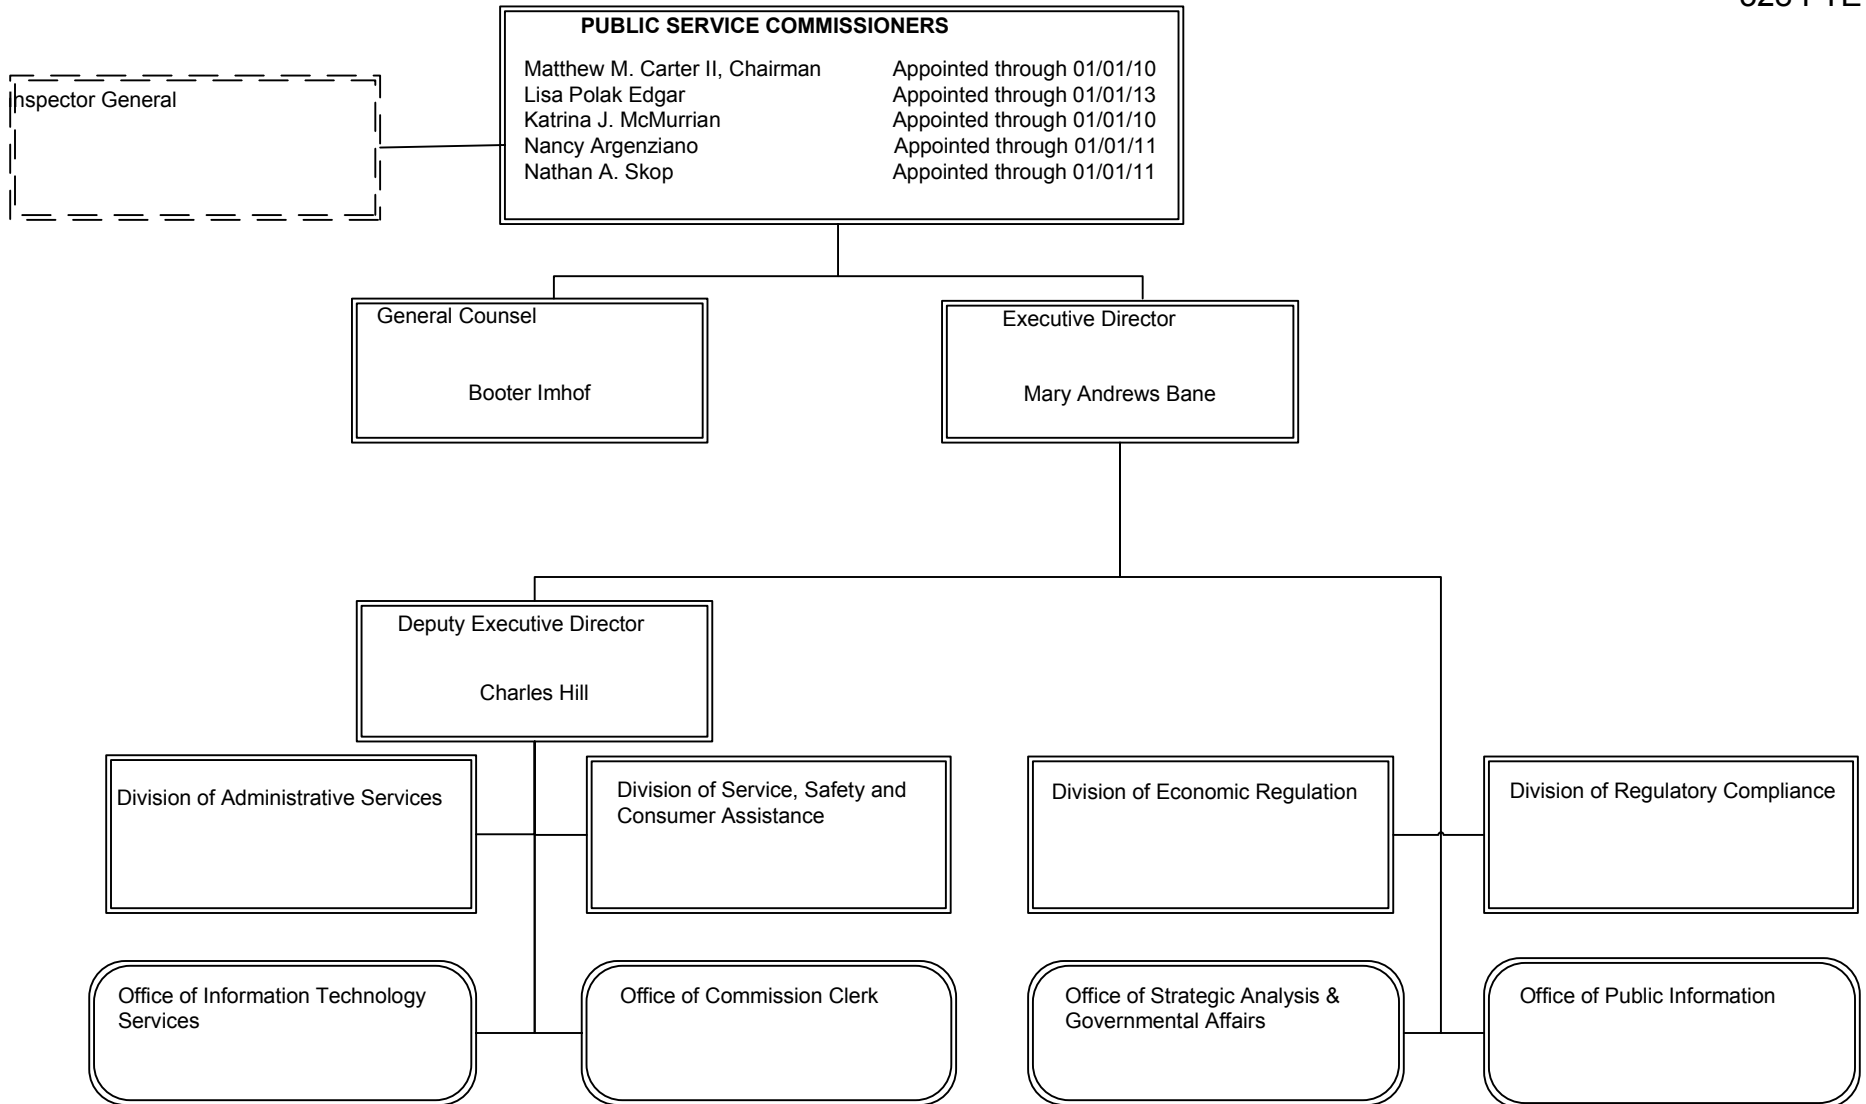 PUBLIC SERVICE COMMISSIONERS
Matthew M. Carter II, Chairman Appointed through 01/01/10
Lisa Polak Edgar Appointed through 01/01/13
Katrina J. McMurrian Appointed through 01/01/10
Nancy Argenziano Appointed through 01/01/11
Nathan A. Skop Appointed through 01/01/11
Inspector General
General Counsel
Booter Imhof
Executive Director
Mary Andrews Bane
Deputy Executive Director
Charles Hill
Division of Administrative Services
Division of Service, Safety and
Consumer Assistance
Division of Economic Regulation
Division of Regulatory Compliance
Office of Information Technology
Services
Office of Commission Clerk
Office of Strategic Analysis &
Governmental Affairs
Office of Public Information